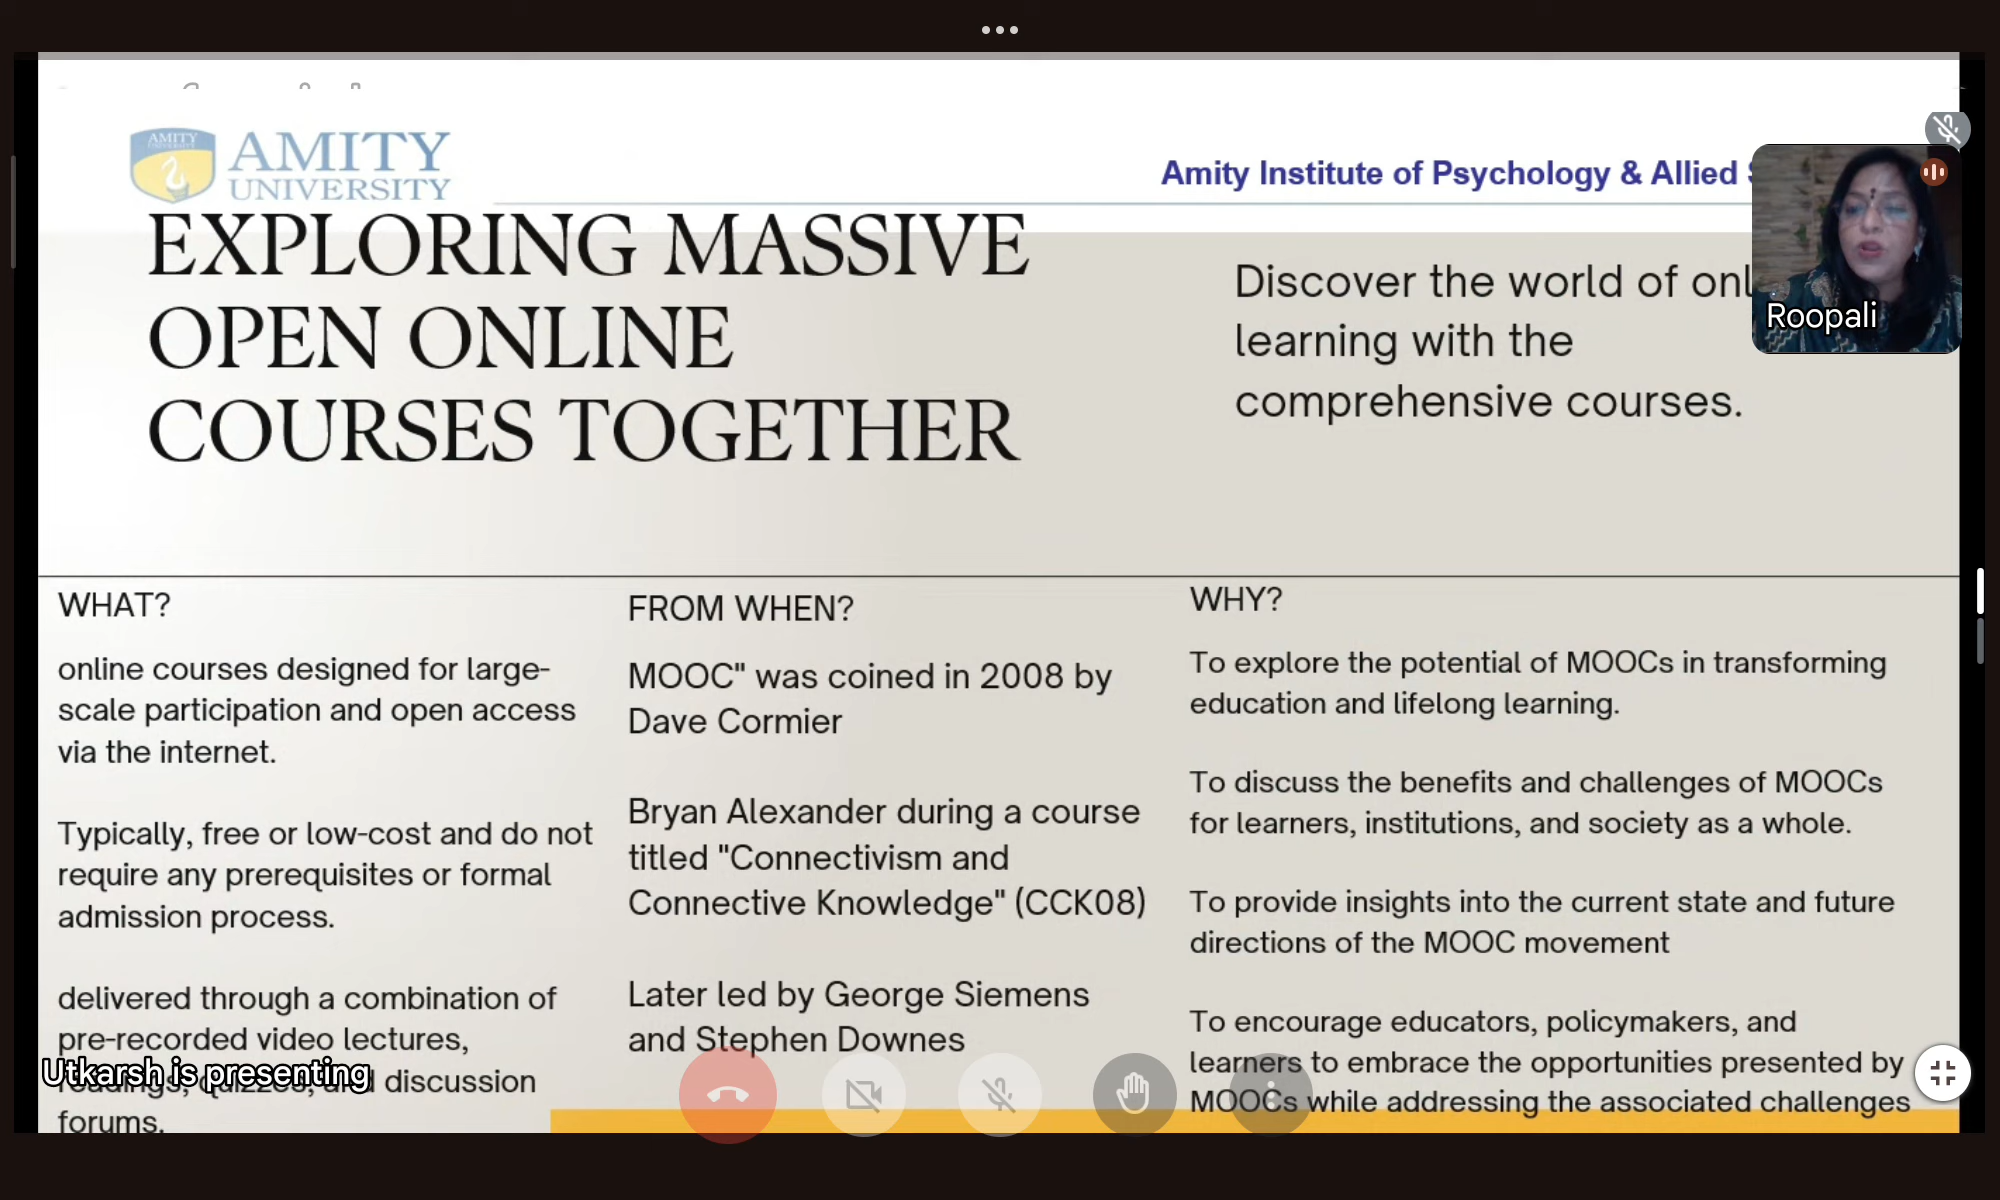 AMITY
UNIVERSITY
AMITY
UNIVERSITY
Amity Institute of Psychology & Allied
EXPLORING MASSIVE
OPEN ONLINE
COURSES TOGETHER
Discover the world of onl
learning with the
comprehensive courses.
Roopali
WHAT?
online courses designed for large-
scale participation and open access
via the internet.
Typically, free or low-cost and do not
require any prerequisites or formal
admission process.
delivered through a combination of
pre-recorded video lectures,
readings, quizzes, and discussion
forums.
FROM WHEN?
MOOC" was coined in 2008 by
Dave Cormier
Bryan Alexander during a course
titled "Connectivism and
Connective Knowledge" (CCK08)
Later led by George Siemens
and Stephen Downes
WHY?
To explore the potential of MOOCs in transforming
education and lifelong learning.
To discuss the benefits and challenges of MOOCs
for learners, institutions, and society as a whole.
To provide insights into the current state and future
directions of the MOOC movement
To encourage educators, policymakers, and
learners to embrace the opportunities presented by
MOOCs while addressing the associated challenges
Utkarsh is presenting